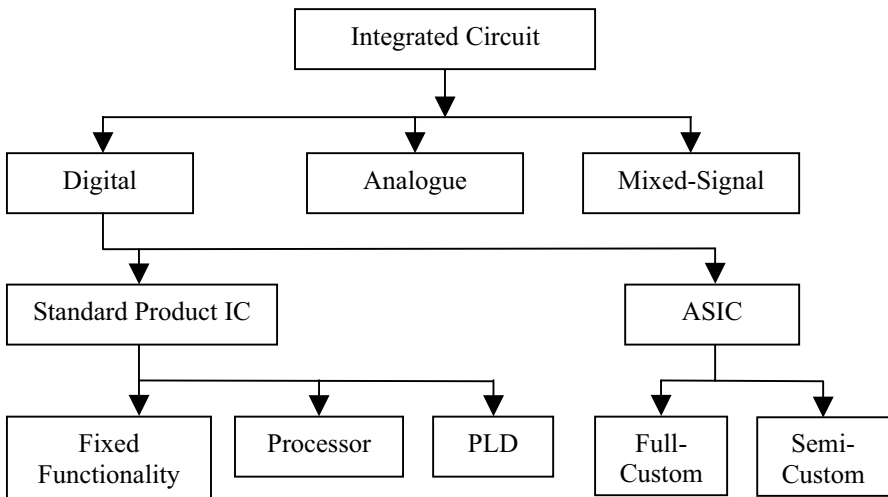 Integrated Circuit
Digital
Analogue
Mixed-Signal
Standard Product IC
ASIC
Fixed
Functionality
Processor
PLD
Full-
Custom
Semi-
Custom